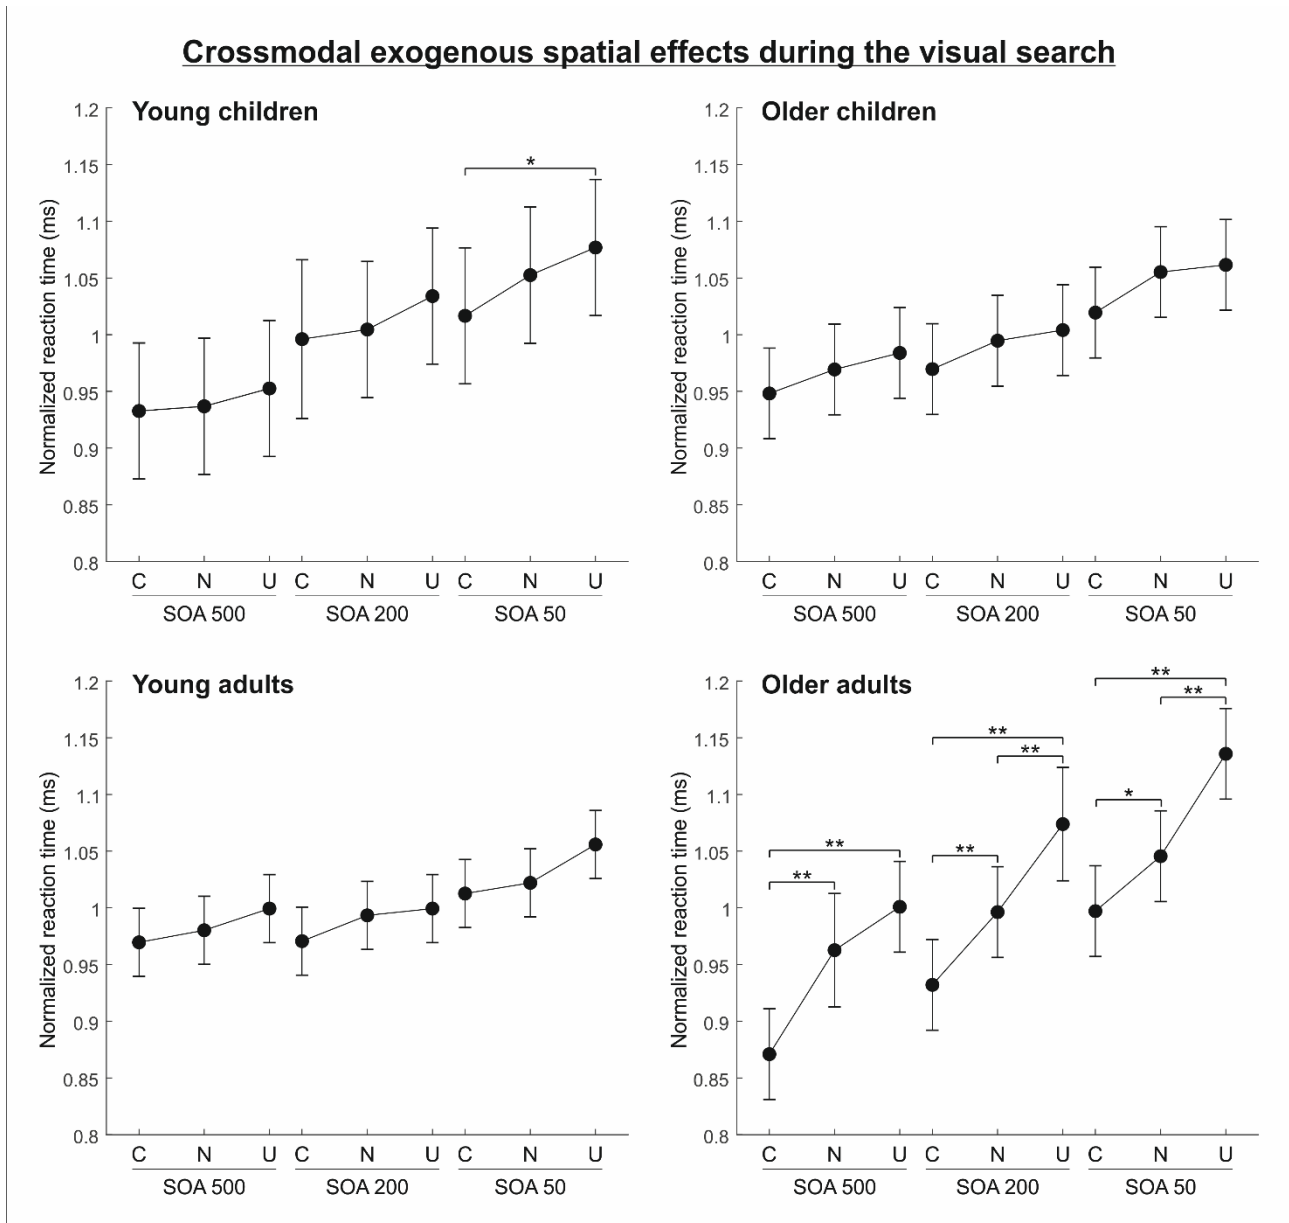 Crossmodal exogenous spatial effects during the visual search
Young children
Normalized reaction time (ms)
1.2
1.15
1.1
1.05
1
0.95
0.9
0.85
0.8
*
C N U C N U C N U
SOA 500 SOA 200 SOA 50
Older children
Normalized reaction time (ms)
1.2
1.15
1.1
1.05
1
0.95
0.9
0.85
0.8
C N U C N U C N U
SOA 500 SOA 200 SOA 50
Young adults
Normalized reaction time (ms)
1.2
1.15
1.1
1.05
1
0.95
0.9
0.85
0.8
C N U C N U C N U
SOA 500 SOA 200 SOA 50
Older adults
Normalized reaction time (ms)
1.2
1.15
1.1
1.05
1
0.95
0.9
0.85
0.8
**
**
**
**
*
**
**
**
C N U C N U C N U
SOA 500 SOA 200 SOA 50